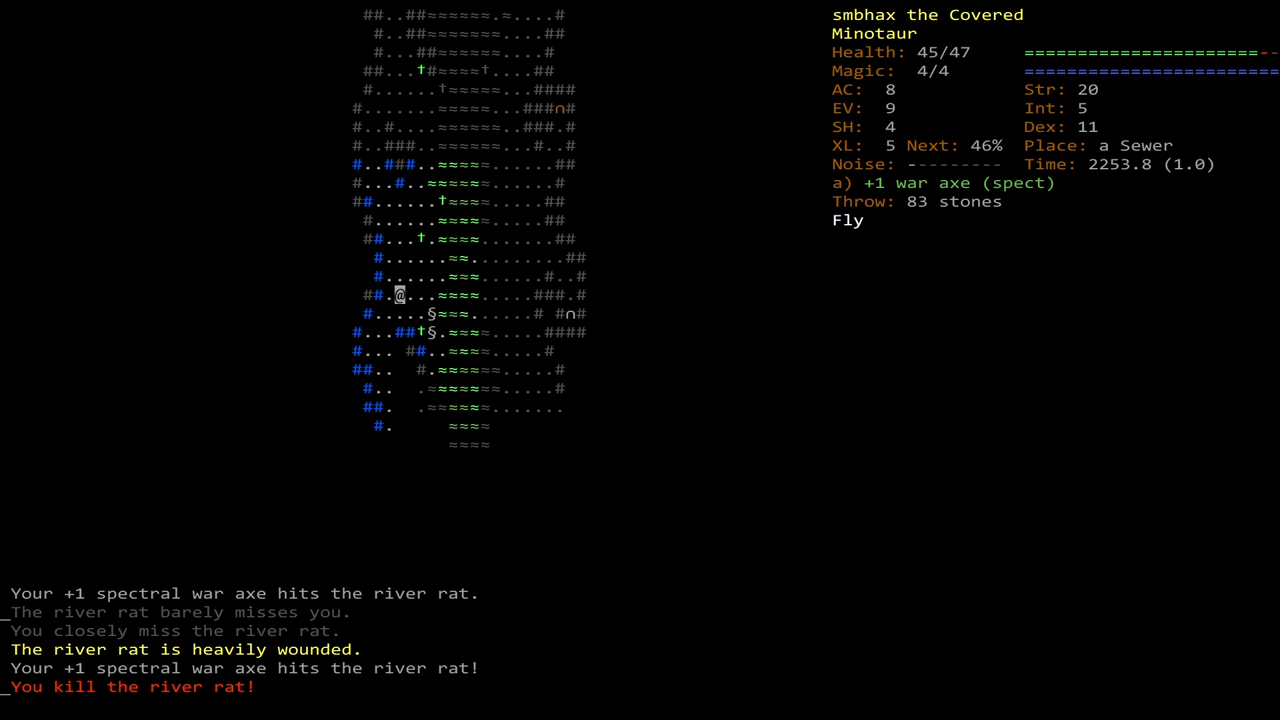 ##..##≈≈≈≈≈≈.≈....#     smbhax the Covered
#..##≈≈≈≈≈≈≈≈....##     Minotaur
#...##≈≈≈≈≈≈≈....#     Health: 45/47     ======================--
##...†#≈≈≈≈†....##     Magic:  4/4     ========================
#......†≈≈≈≈≈...####     AC:  8     Str: 20
#.......≈≈≈≈≈...###∩#     EV:  9     Int: 5
#..#....≈≈≈≈≈≈..###.#     SH:  4     Dex: 11
#..###..≈≈≈≈≈≈...#..#     XL:  5 Next: 46%     Place: a Sewer
#..###..≈≈≈≈≈......##     Noise: ---------     Time: 2253.8 (1.0)
#...#..≈≈≈≈≈≈......#     a) +1 war axe (spect)
##......†≈≈≈≈......##     Throw: 83 stones
#......≈≈≈≈≈.....##     Fly
##...†.≈≈≈≈.......##
#......≈≈.........##
#......≈≈≈......#..#
##.@...≈≈≈≈.....###.#
#.....§≈≈≈......# #∩#
#...##†§.≈≈≈≈.....####
#... ##..≈≈≈≈.....#
##..  #.≈≈≈≈≈≈.....#
#..  .≈≈≈≈≈≈≈.....#
##.  .≈≈≈≈≈≈.......
#.     ≈≈≈≈
≈≈≈≈
Your +1 spectral war axe hits the river rat.
_The river rat barely misses you.
You closely miss the river rat.
The river rat is heavily wounded.
Your +1 spectral war axe hits the river rat!
_You kill the river rat!